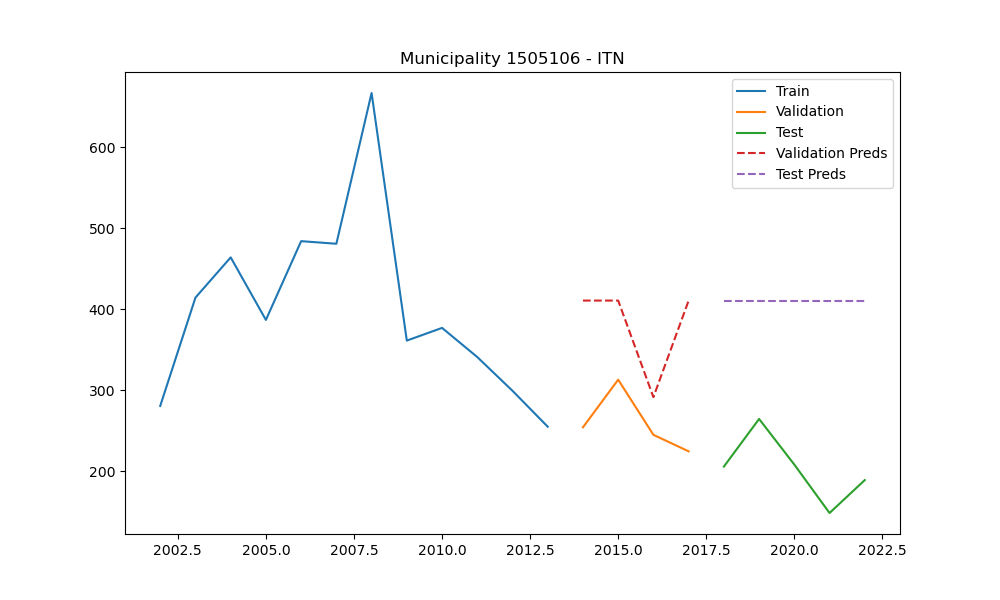 Municipality 1505106 - ITN
Train
Validation
Test
Validation Preds
Test Preds
600
500
400
300
200
2002.5 2005.0 2007.5 2010.0 2012.5 2015.0 2017.5 2020.0 2022.5